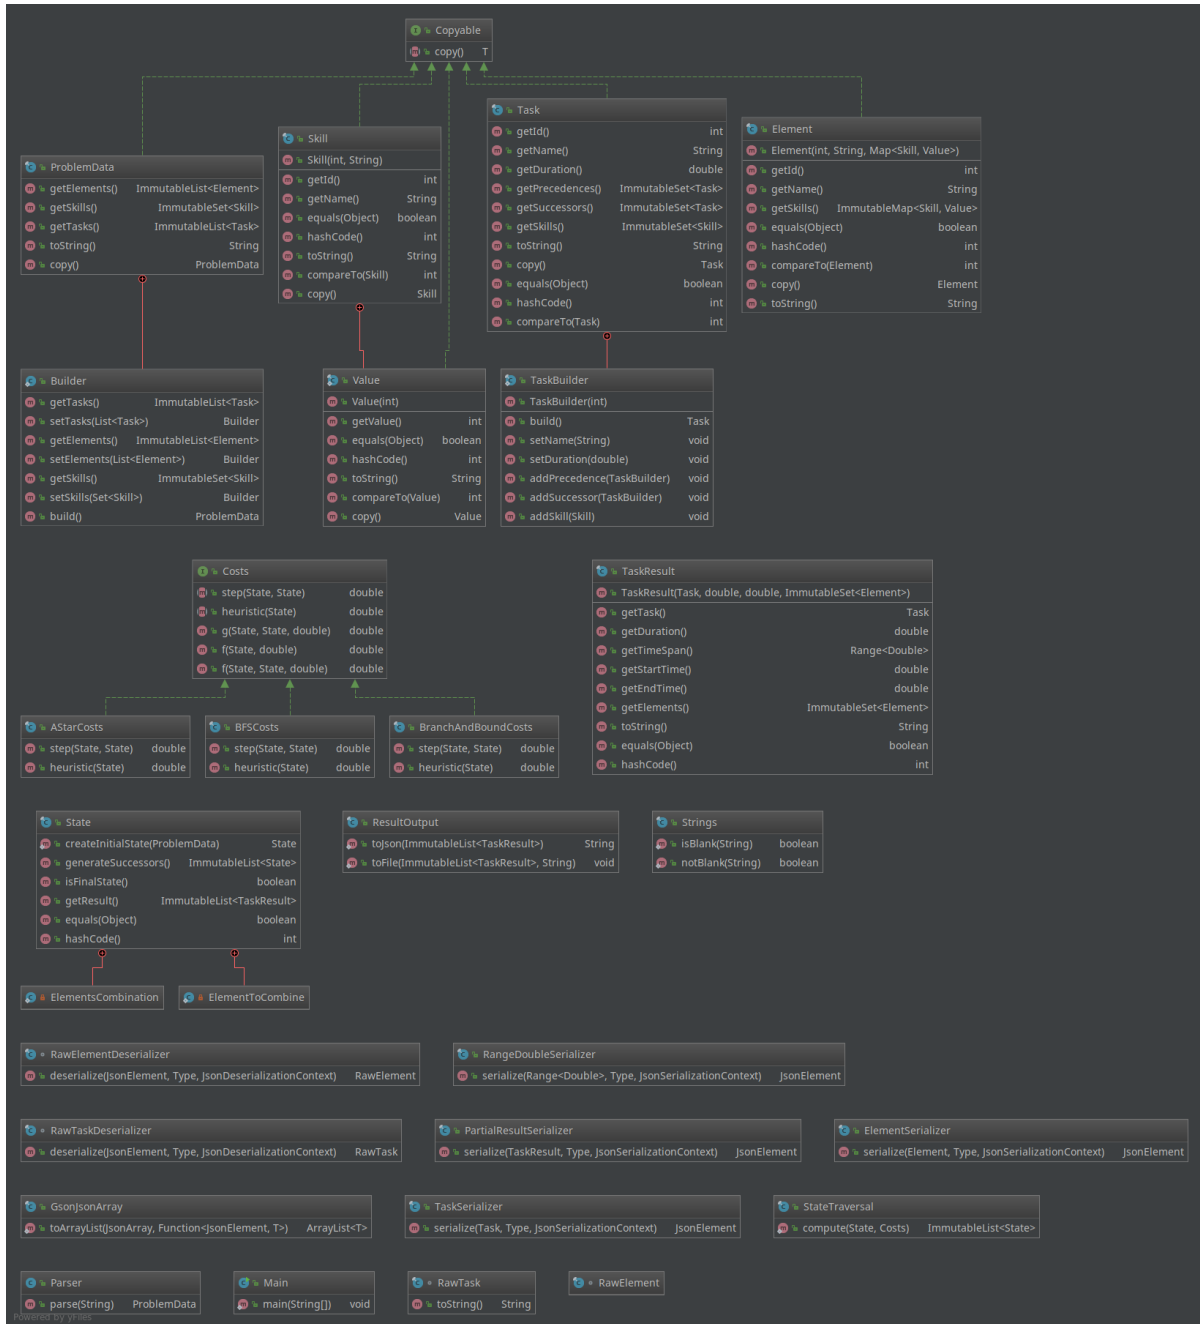 Copyable
copy() T
Task
getId() int
getName() String
getDuration() double
getPrecedences() ImmutableSet<Task>
getSuccessors() ImmutableSet<Task>
getSkills() ImmutableSet<Skill>
toString() String
copy() Task
equals(Object) boolean
hashCode() int
compareTo(Task) int
Element
Element(int, String, Map<Skill, Value>)
getId() int
getName() String
getSkills() ImmutableMap<Skill, Value>
equals(Object) boolean
hashCode() int
compareTo(Element) int
copy() Element
toString() String
Skill
Skill(int, String)
getId() int
getName() String
equals(Object) boolean
hashCode() int
toString() String
compareTo(Skill) int
copy() Skill
ProblemData
getElements() ImmutableList<Element>
getSkills() ImmutableSet<Skill>
getTasks() ImmutableList<Task>
toString() String
copy() ProblemData
Builder
getTasks() ImmutableList<Task>
setTasks(List<Task>) Builder
getElements() ImmutableList<Element>
setElements(List<Element>) Builder
getSkills() ImmutableSet<Skill>
setSkills(Set<Skill>) Builder
build() ProblemData
Value
Value(int)
getValue() int
equals(Object) boolean
hashCode() int
toString() String
compareTo(Value) int
copy() Value
TaskBuilder
TaskBuilder(int)
build() Task
setName(String) void
setDuration(double) void
addPrecedence(TaskBuilder) void
addSuccessor(TaskBuilder) void
addSkill(Skill) void
Costs
step(State, State) double
heuristic(State) double
g(State, State, double) double
f(State, double) double
f(State, State, double) double
TaskResult
TaskResult(Task, double, double, ImmutableSet<Element>)
getTask() Task
getDuration() double
getTimeSpan() Range<Double>
getStartTime() double
getEndTime() double
getElements() ImmutableSet<Element>
toString() String
equals(Object) boolean
hashCode() int
AStarCosts
step(State, State) double
heuristic(State) double
BFSCosts
step(State, State) double
heuristic(State) double
BranchAndBoundCosts
step(State, State) double
heuristic(State) double
State
createInitialState(ProblemData) State
generateSuccessors() ImmutableList<State>
isFinalState() boolean
getResult() ImmutableList<TaskResult>
equals(Object) boolean
hashCode() int
ResultOutput
toJson(ImmutableList<TaskResult>) String
toFile(ImmutableList<TaskResult>, String) void
Strings
isBlank(String) boolean
notBlank(String) boolean
ElementsCombination
ElementToCombine
RawElementDeserializer
deserialize(JsonElement, Type, JsonDeserializationContext) RawElement
RangeDoubleSerializer
serialize(Range<Double>, Type, JsonSerializationContext) JsonElement
RawTaskDeserializer
deserialize(JsonElement, Type, JsonDeserializationContext) RawTask
PartialResultSerializer
serialize(TaskResult, Type, JsonSerializationContext) JsonElement
ElementSerializer
serialize(Element, Type, JsonSerializationContext) JsonElement
GsonJsonArray
toArrayList(JsonArray, Function<JsonElement, T>) ArrayList<T>
TaskSerializer
serialize(Task, Type, JsonSerializationContext) JsonElement
StateTraversal
compute(State, Costs) ImmutableList<State>
Parser
parse(String) ProblemData
Main
main(String[]) void
RawTask
toString() String
RawElement
Powered by yFiles